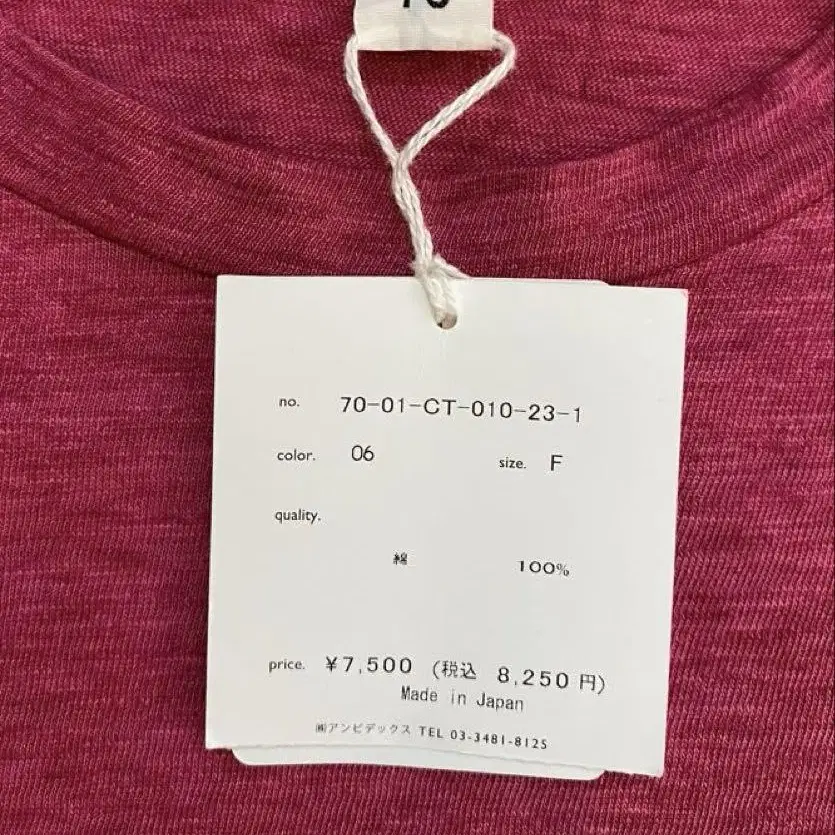 no. 70-01-CT-010-23-1
color. 06 size. F
quality.
綿 100%
price. ¥7,500 (税込 8,250 円)
Made in Japan
㈱アンビデックス TEL 03-3481-8125